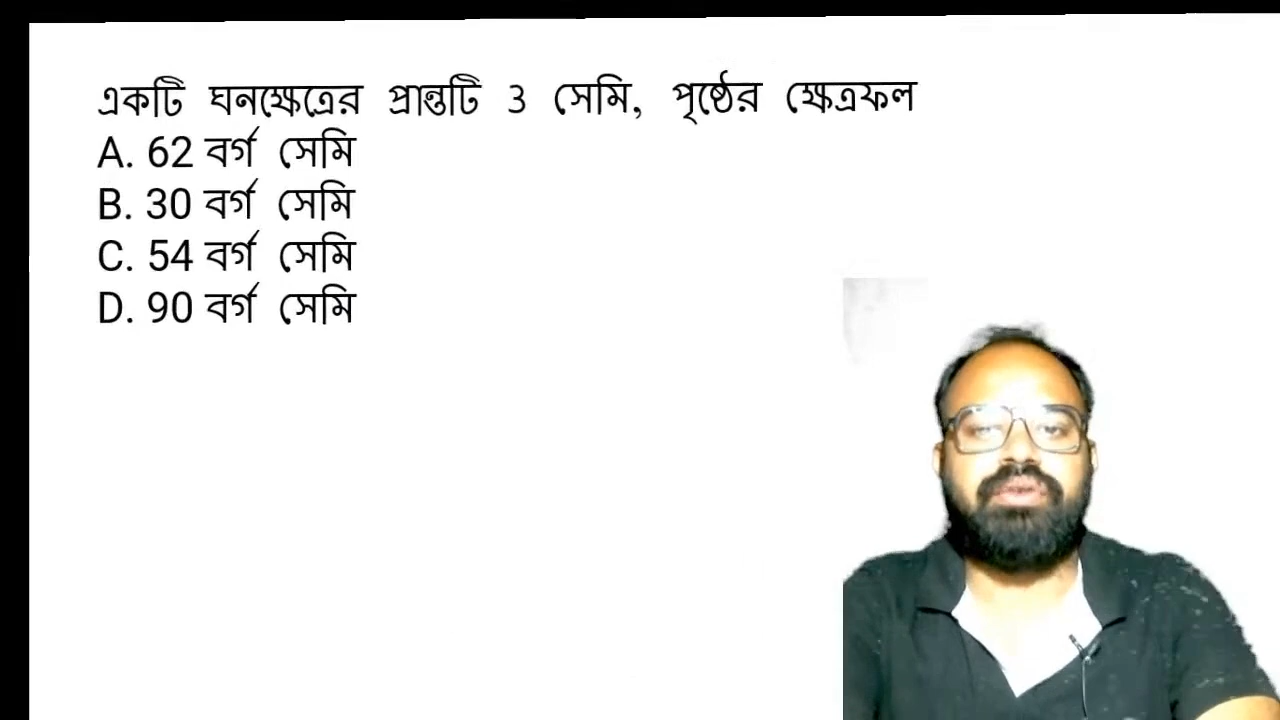 একটি ঘনক্ষেত্রের প্রান্তটি 3 সেমি, পৃষ্ঠের ক্ষেত্রফল
A. 62 বর্গ সেমি
B. 30 বর্গ সেমি
C. 54 বর্গ সেমি
D. 90 বর্গ সেমি